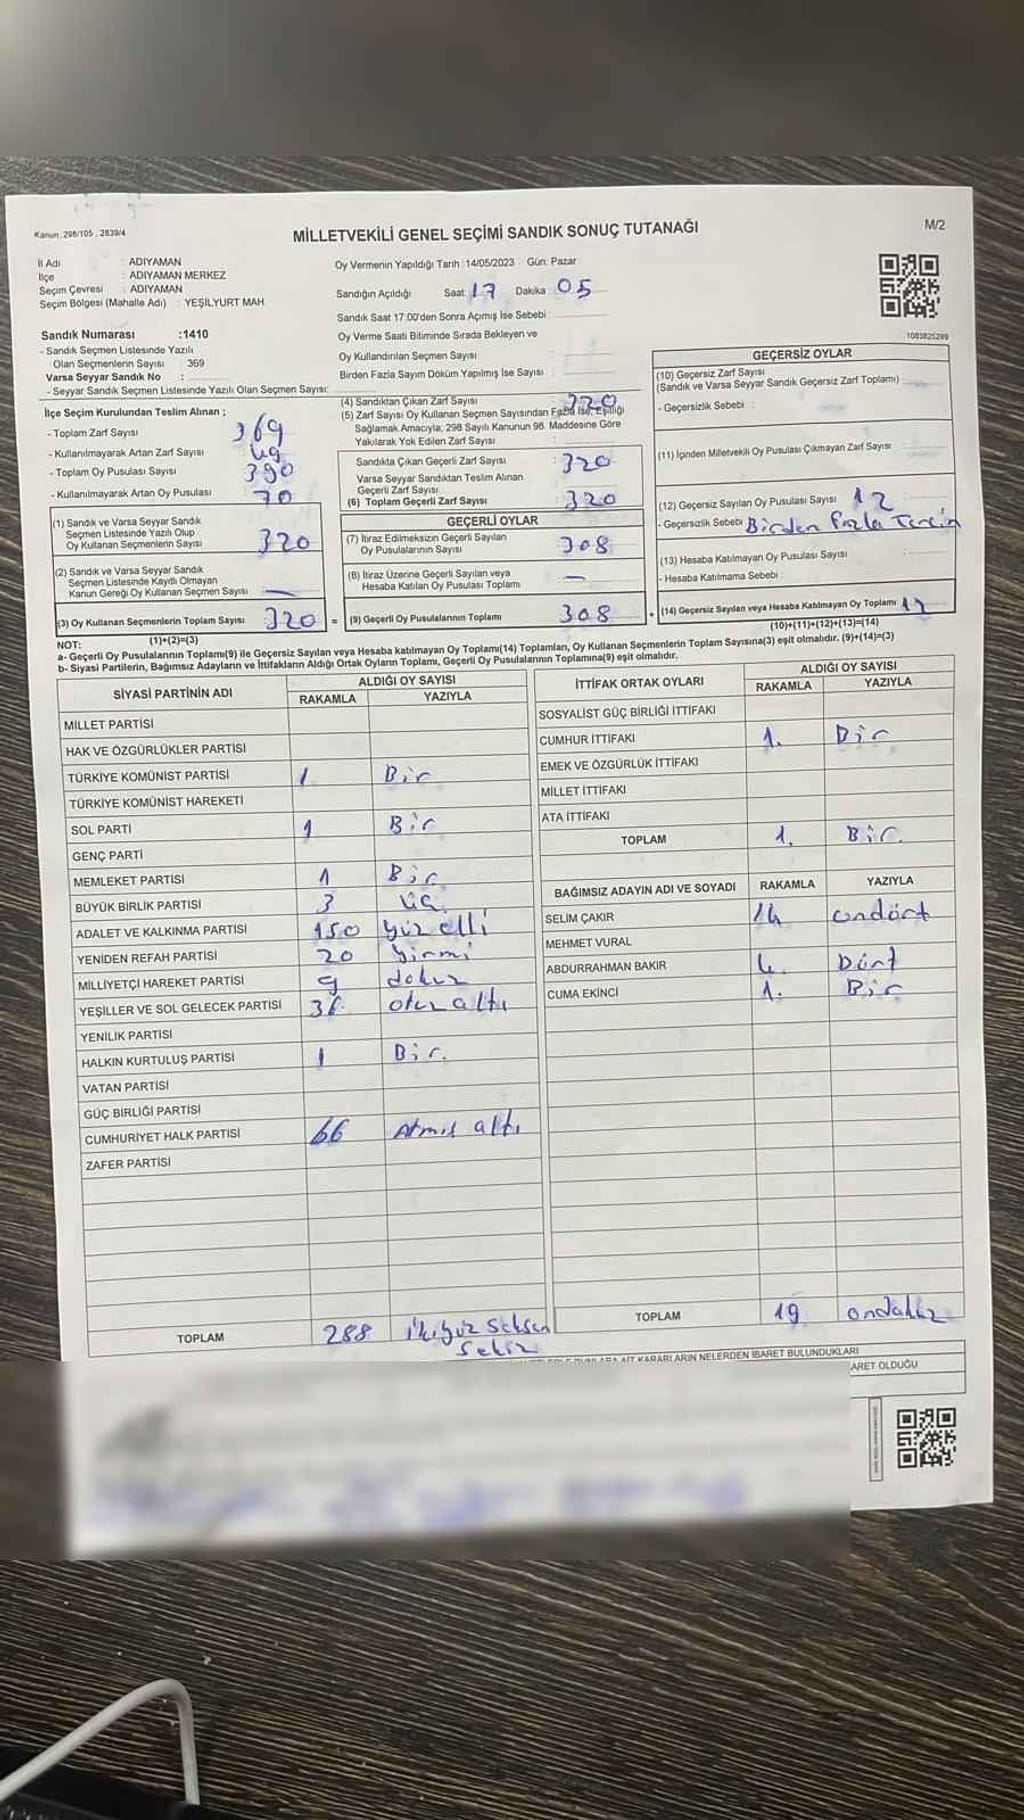 Kanun: 298/105 , 2839/4
MİLLETVEKİLİ GENEL SEÇİMİ SANDIK SONUÇ TUTANAĞI
M/2
İl Adı : ADIYAMAN
İlçe : ADIYAMAN MERKEZ
Seçim Çevresi : ADIYAMAN
Seçim Bölgesi (Mahalle Adı) : YEŞİLYURT MAH.
Sandık Numarası :1410
- Sandık Seçmen Listesinde Yazılı
Olan Seçmenlerin Sayısı : 369
Varsa Seyyar Sandık No :
- Seyyar Sandık Seçmen Listesinde Yazılı Olan Seçmen Sayısı:
Oy Vermenin Yapıldığı Tarih :14/05/2023 Gün: Pazar
Sandığın Açıldığı Saat: 17 Dakika: 05
Sandık Saat 17:00'den Sonra Açılmış İse Sebebi :
Oy Verme Saati Bitiminde Sırada Bekleyen ve
Oy Kullandırılan Seçmen Sayısı :
Birden Fazla Sayım Döküm Yapılmış İse Sayısı :
1083825299
İlçe Seçim Kurulundan Teslim Alınan ;
- Toplam Zarf Sayısı : 369
- Kullanılmayarak Artan Zarf Sayısı : 49
- Toplam Oy Pusulası Sayısı : 390
- Kullanılmayarak Artan Oy Pusulası : 70
(1) Sandık ve Varsa Seyyar Sandık
Seçmen Listesinde Yazılı Olup
Oy Kullanan Seçmenlerin Sayısı : 320
(2) Sandık ve Varsa Seyyar Sandık
Seçmen Listesinde Kayıtlı Olmayan
Kanun Gereği Oy Kullanan Seçmen Sayısı : —
(3) Oy Kullanan Seçmenlerin Toplam Sayısı : 320 =
(1)+(2)=(3)
(4) Sandıktan Çıkan Zarf Sayısı : 320
(5) Zarf Sayısı Oy Kullanan Seçmen Sayısından Fazla İse, Eşitliği
Sağlamak Amacıyla, 298 Sayılı Kanunun 98. Maddesine Göre
Yakılarak Yok Edilen Zarf Sayısı :
Sandıkta Çıkan Geçerli Zarf Sayısı : 320
Varsa Seyyar Sandıktan Teslim Alınan
Geçerli Zarf Sayısı :
(6) Toplam Geçerli Zarf Sayısı : 320
GEÇERLİ OYLAR
(7) İtiraz Edilmeksizin Geçerli Sayılan
Oy Pusulalarının Sayısı : 308
(8) İtiraz Üzerine Geçerli Sayılan veya
Hesaba Katılan Oy Pusulası Toplamı : —
(9) Geçerli Oy Pusulalarının Toplamı : 308 +
GEÇERSİZ OYLAR
(10) Geçersiz Zarf Sayısı
(Sandık ve Varsa Seyyar Sandık Geçersiz Zarf Toplamı) :
- Geçersizlik Sebebi :
(11) İçinden Milletvekili Oy Pusulası Çıkmayan Zarf Sayısı :
(12) Geçersiz Sayılan Oy Pusulası Sayısı : 12
- Geçersizlik Sebebi : Birden Fazla Tercih
(13) Hesaba Katılmayan Oy Pusulası Sayısı :
- Hesaba Katılmama Sebebi :
(14) Geçersiz Sayılan veya Hesaba Katılmayan Oy Toplamı : 12
(10)+(11)+(12)+(13)=(14)
NOT:
a- Geçerli Oy Pusulalarının Toplamı(9) ile Geçersiz Sayılan veya Hesaba katılmayan Oy Toplamı(14) Toplamları, Oy Kullanan Seçmenlerin Toplam Sayısına(3) eşit olmalıdır. (9)+(14)=(3)
b- Siyasi Partilerin, Bağımsız Adayların ve İttifakların Aldığı Ortak Oyların Toplamı, Geçerli Oy Pusulalarının Toplamına(9) eşit olmalıdır.
SİYASİ PARTİNİN ADI ALDIĞI OY SAYISI
RAKAMLA YAZIYLA
MİLLET PARTİSİ
HAK VE ÖZGÜRLÜKLER PARTİSİ
TÜRKİYE KOMÜNİST PARTİSİ 1 Bir
TÜRKİYE KOMÜNİST HAREKETİ
SOL PARTİ 1 Bir
GENÇ PARTİ
MEMLEKET PARTİSİ 1 Bir
BÜYÜK BİRLİK PARTİSİ 3 üç
ADALET VE KALKINMA PARTİSİ 150 yüz elli
YENİDEN REFAH PARTİSİ 20 yirmi
MİLLİYETÇİ HAREKET PARTİSİ 9 dokuz
YEŞİLLER VE SOL GELECEK PARTİSİ 36 otuz altı
YENİLİK PARTİSİ
HALKIN KURTULUŞ PARTİSİ 1 Bir.
VATAN PARTİSİ
GÜÇ BİRLİĞİ PARTİSİ
CUMHURİYET HALK PARTİSİ 66 Atmış altı
ZAFER PARTİSİ
TOPLAM 288 İkiyüz Seksen
Sekiz
İTTİFAK ORTAK OYLARI ALDIĞI OY SAYISI
RAKAMLA YAZIYLA
SOSYALİST GÜÇ BİRLİĞİ İTTİFAKI
CUMHUR İTTİFAKI 1. Bir
EMEK VE ÖZGÜRLÜK İTTİFAKI
MİLLET İTTİFAKI
ATA İTTİFAKI
TOPLAM 1. Bir.
BAĞIMSIZ ADAYIN ADI VE SOYADI RAKAMLA YAZIYLA
SELİM ÇAKIR 14 ondört
MEHMET VURAL
ABDURRAHMAN BAKIR 4. Dört
CUMA EKİNCİ 1. Bir
TOPLAM 19 ondokuz
KARARLARIN NELERDEN İBARET BULUNDUKLARI
ARET OLDUĞU